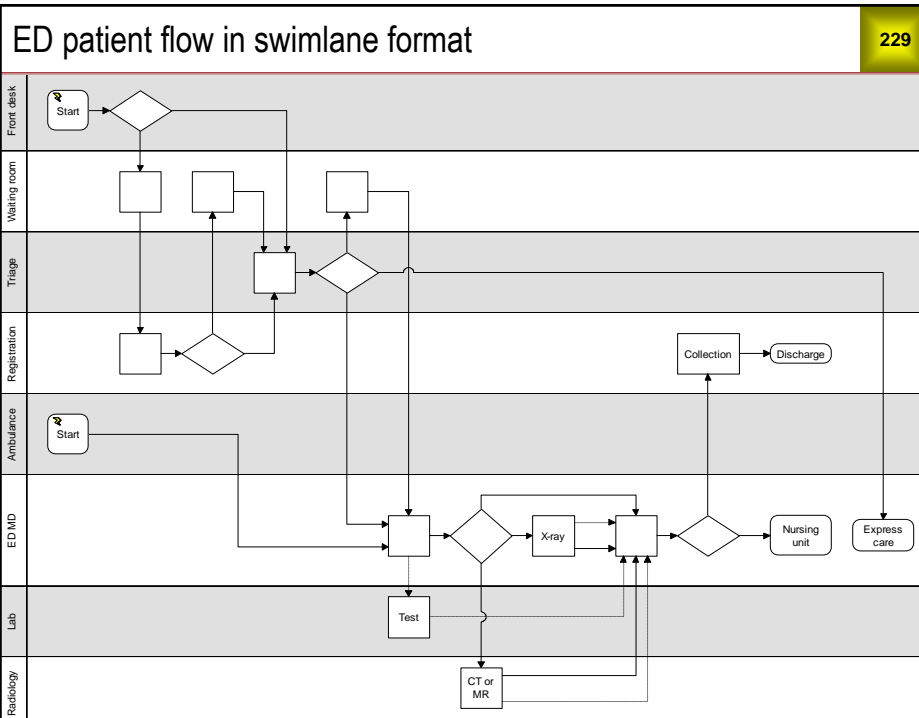 ED patient flow in swimlane format
229
Front desk
Start
Waiting room
Triage
Registration
Collection
Discharge
Ambulance
Start
ED MD
X-ray
Nursing
unit
Express
care
Lab
Test
Radiology
CT or
MR